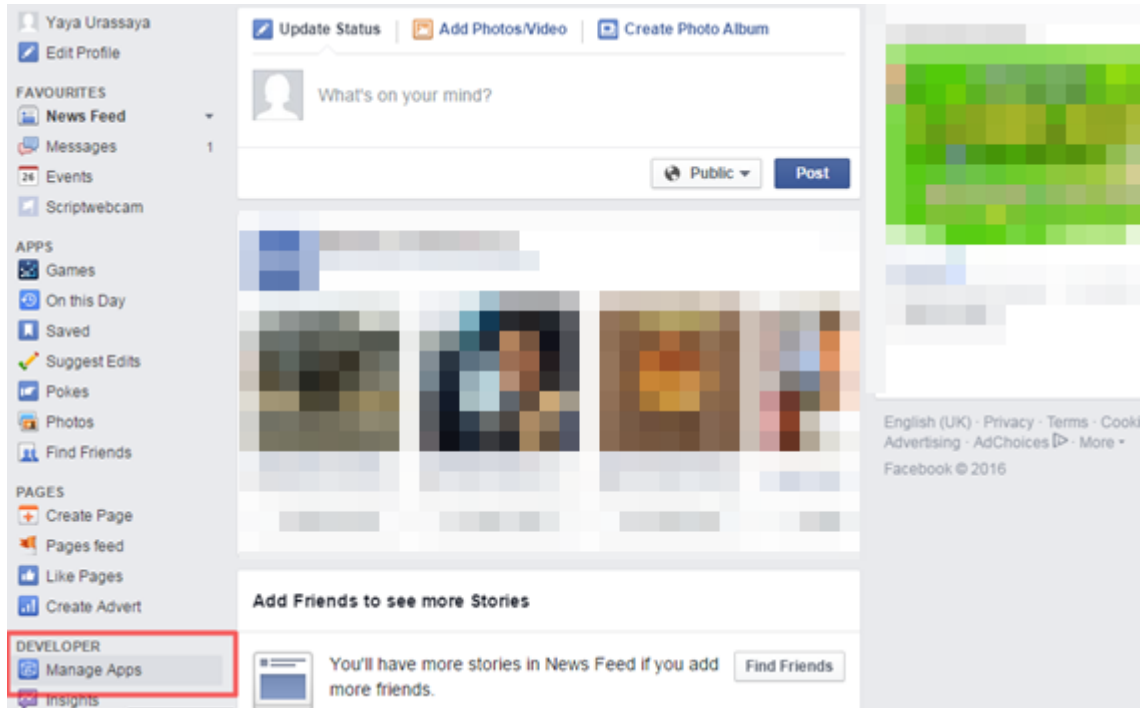 Yaya Urassaya
Edit Profile
FAVOURITES
News Feed
Messages 1
26 Events
Scriptwebcam
APPS
Games
On this Day
Saved
Suggest Edits
Pokes
Photos
Find Friends
PAGES
Create Page
Pages feed
Like Pages
Create Advert
DEVELOPER
Manage Apps
Insights
Update Status Add Photos/Video Create Photo Album
What's on your mind?
Public Post
Add Friends to see more Stories
You'll have more stories in News Feed if you add
more friends.
Find Friends
English (UK) · Privacy · Terms · Cooki
Advertising · AdChoices · More
Facebook © 2016